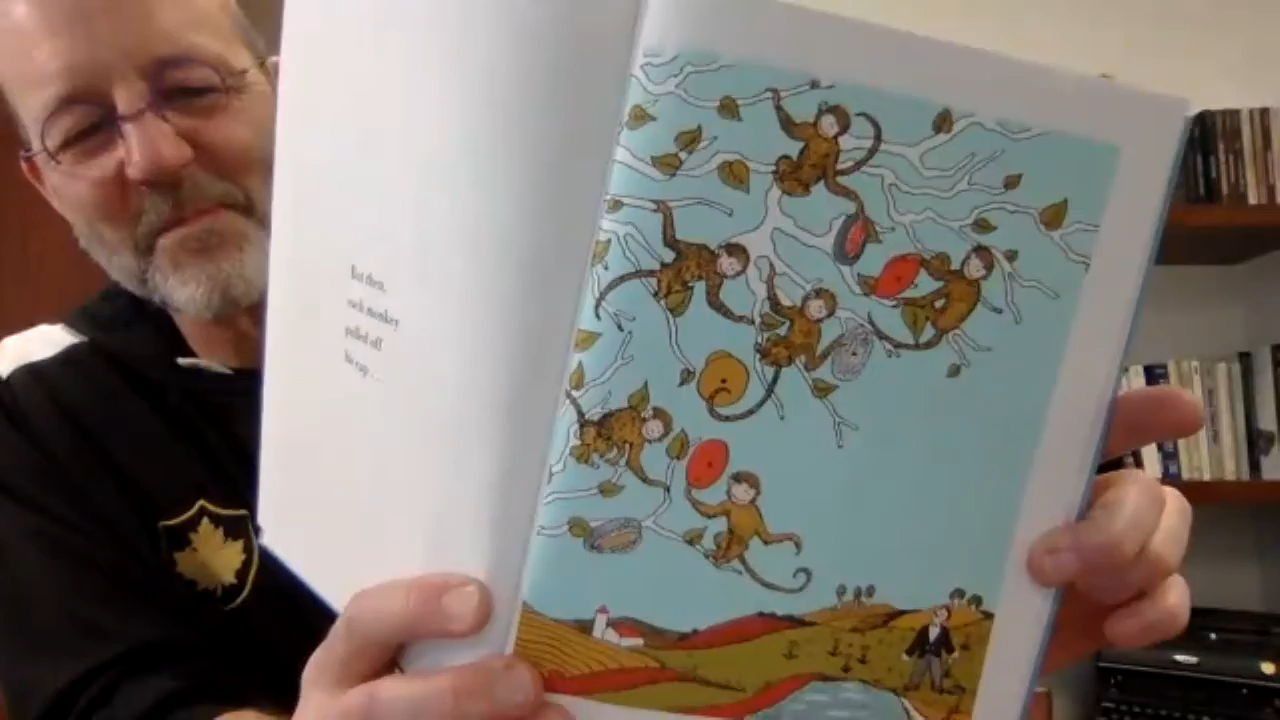 But then,
each monkey
pulled off
his cap . . .